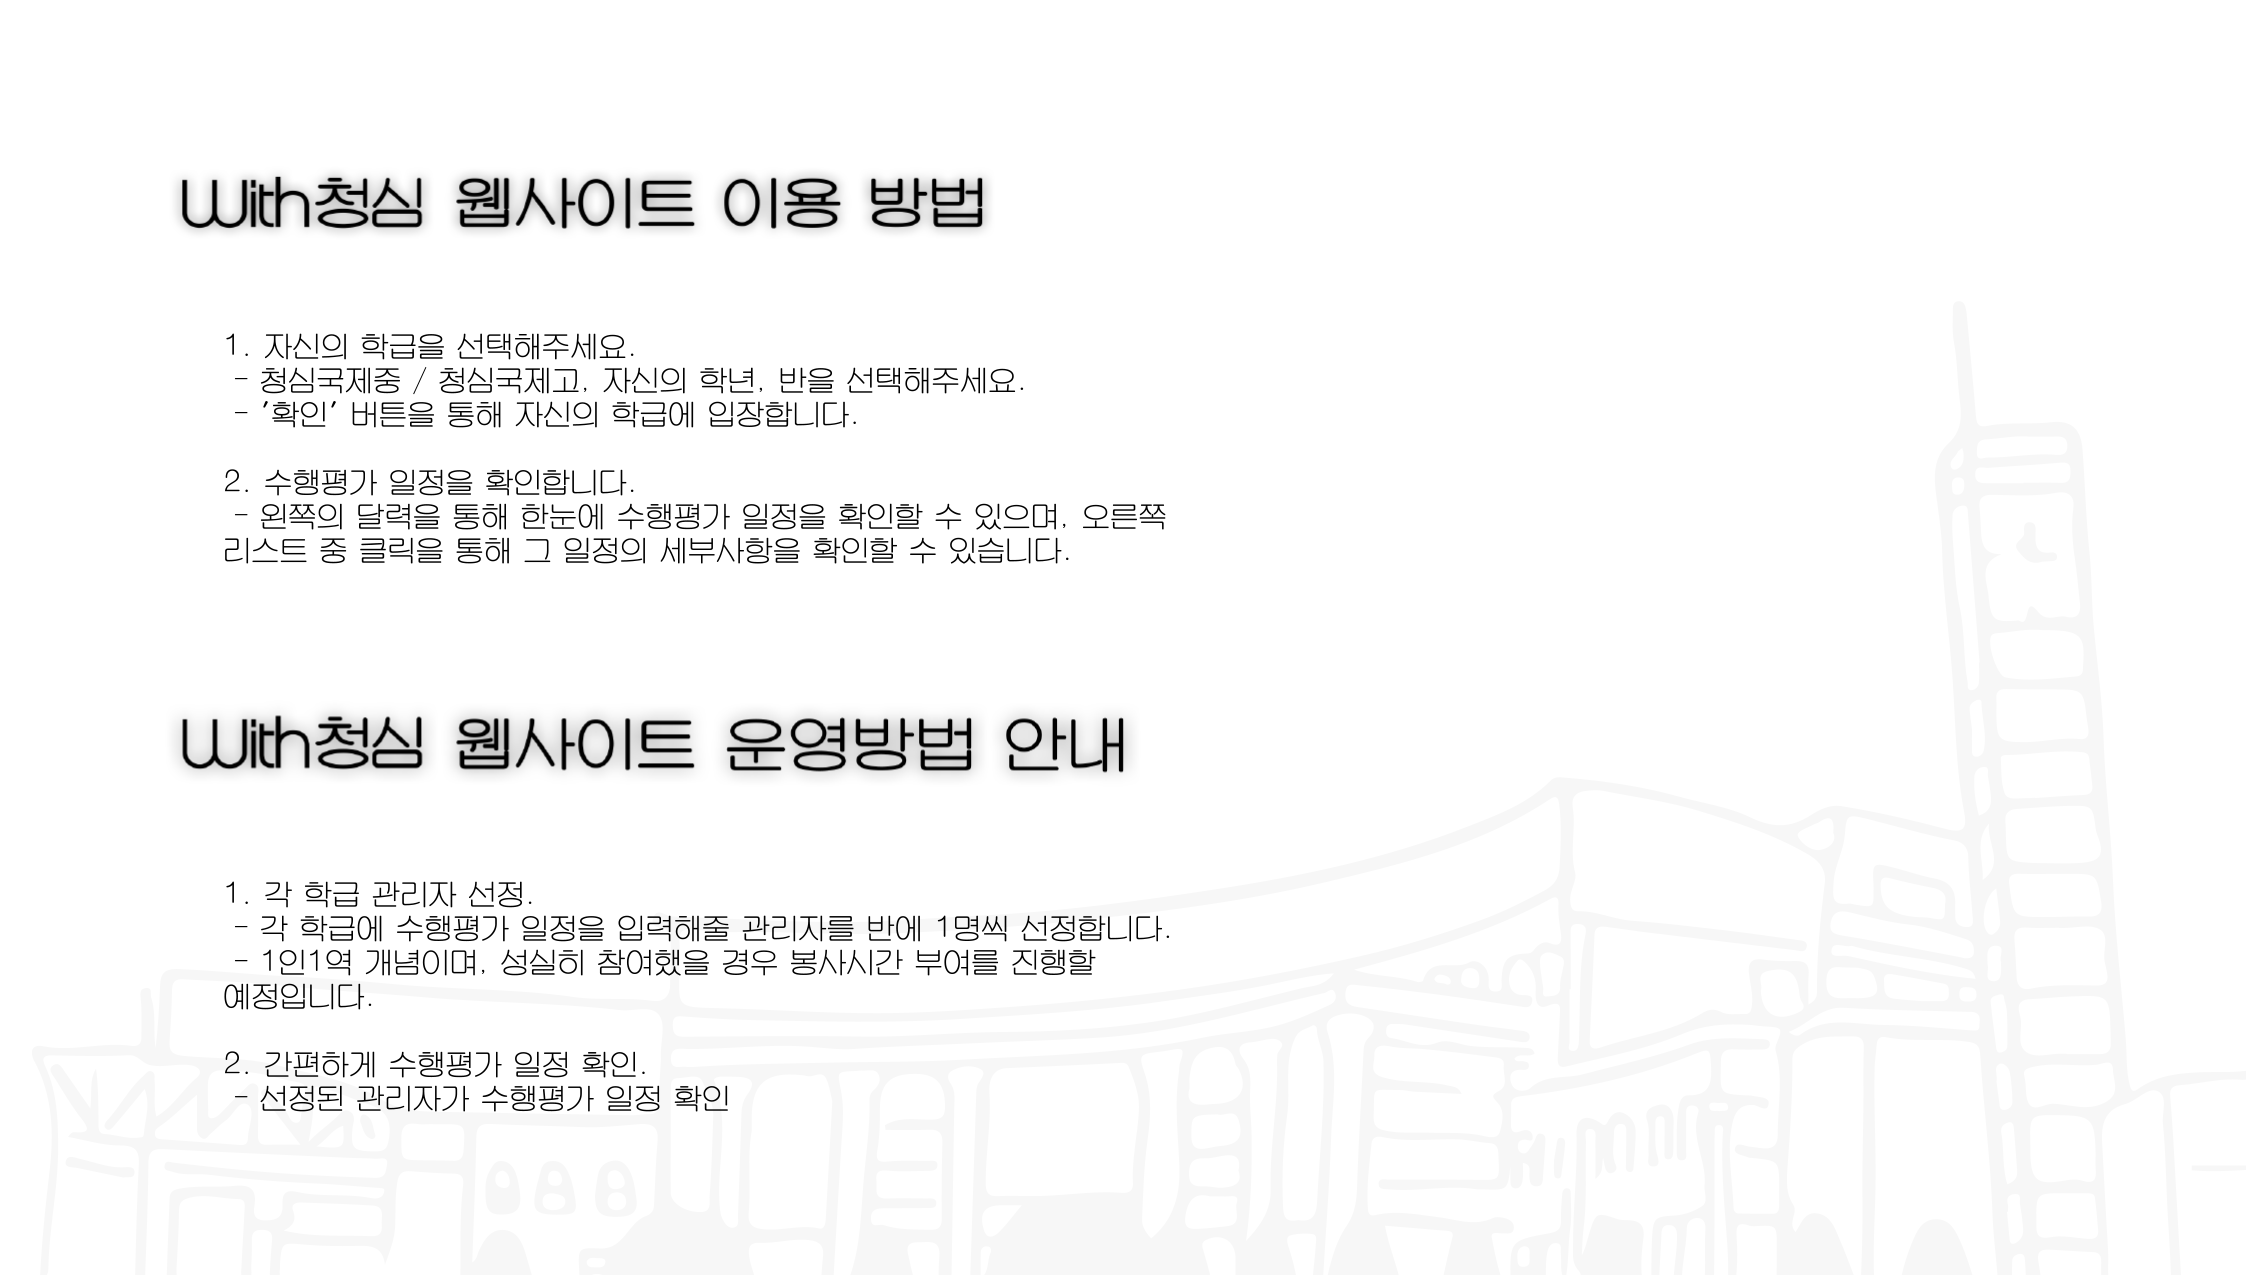 With청심 웹사이트 이용 방법
1. 자신의 학급을 선택해주세요.
- 청심국제중 / 청심국제고, 자신의 학년, 반을 선택해주세요.
- '확인' 버튼을 통해 자신의 학급에 입장합니다.
2. 수행평가 일정을 확인합니다.
- 왼쪽의 달력을 통해 한눈에 수행평가 일정을 확인할 수 있으며, 오른쪽
리스트 중 클릭을 통해 그 일정의 세부사항을 확인할 수 있습니다.
With청심 웹사이트 운영방법 안내
1. 각 학급 관리자 선정.
- 각 학급에 수행평가 일정을 입력해줄 관리자를 반에 1명씩 선정합니다.
- 1인1역 개념이며, 성실히 참여했을 경우 봉사시간 부여를 진행할
예정입니다.
2. 간편하게 수행평가 일정 확인.
- 선정된 관리자가 수행평가 일정 확인